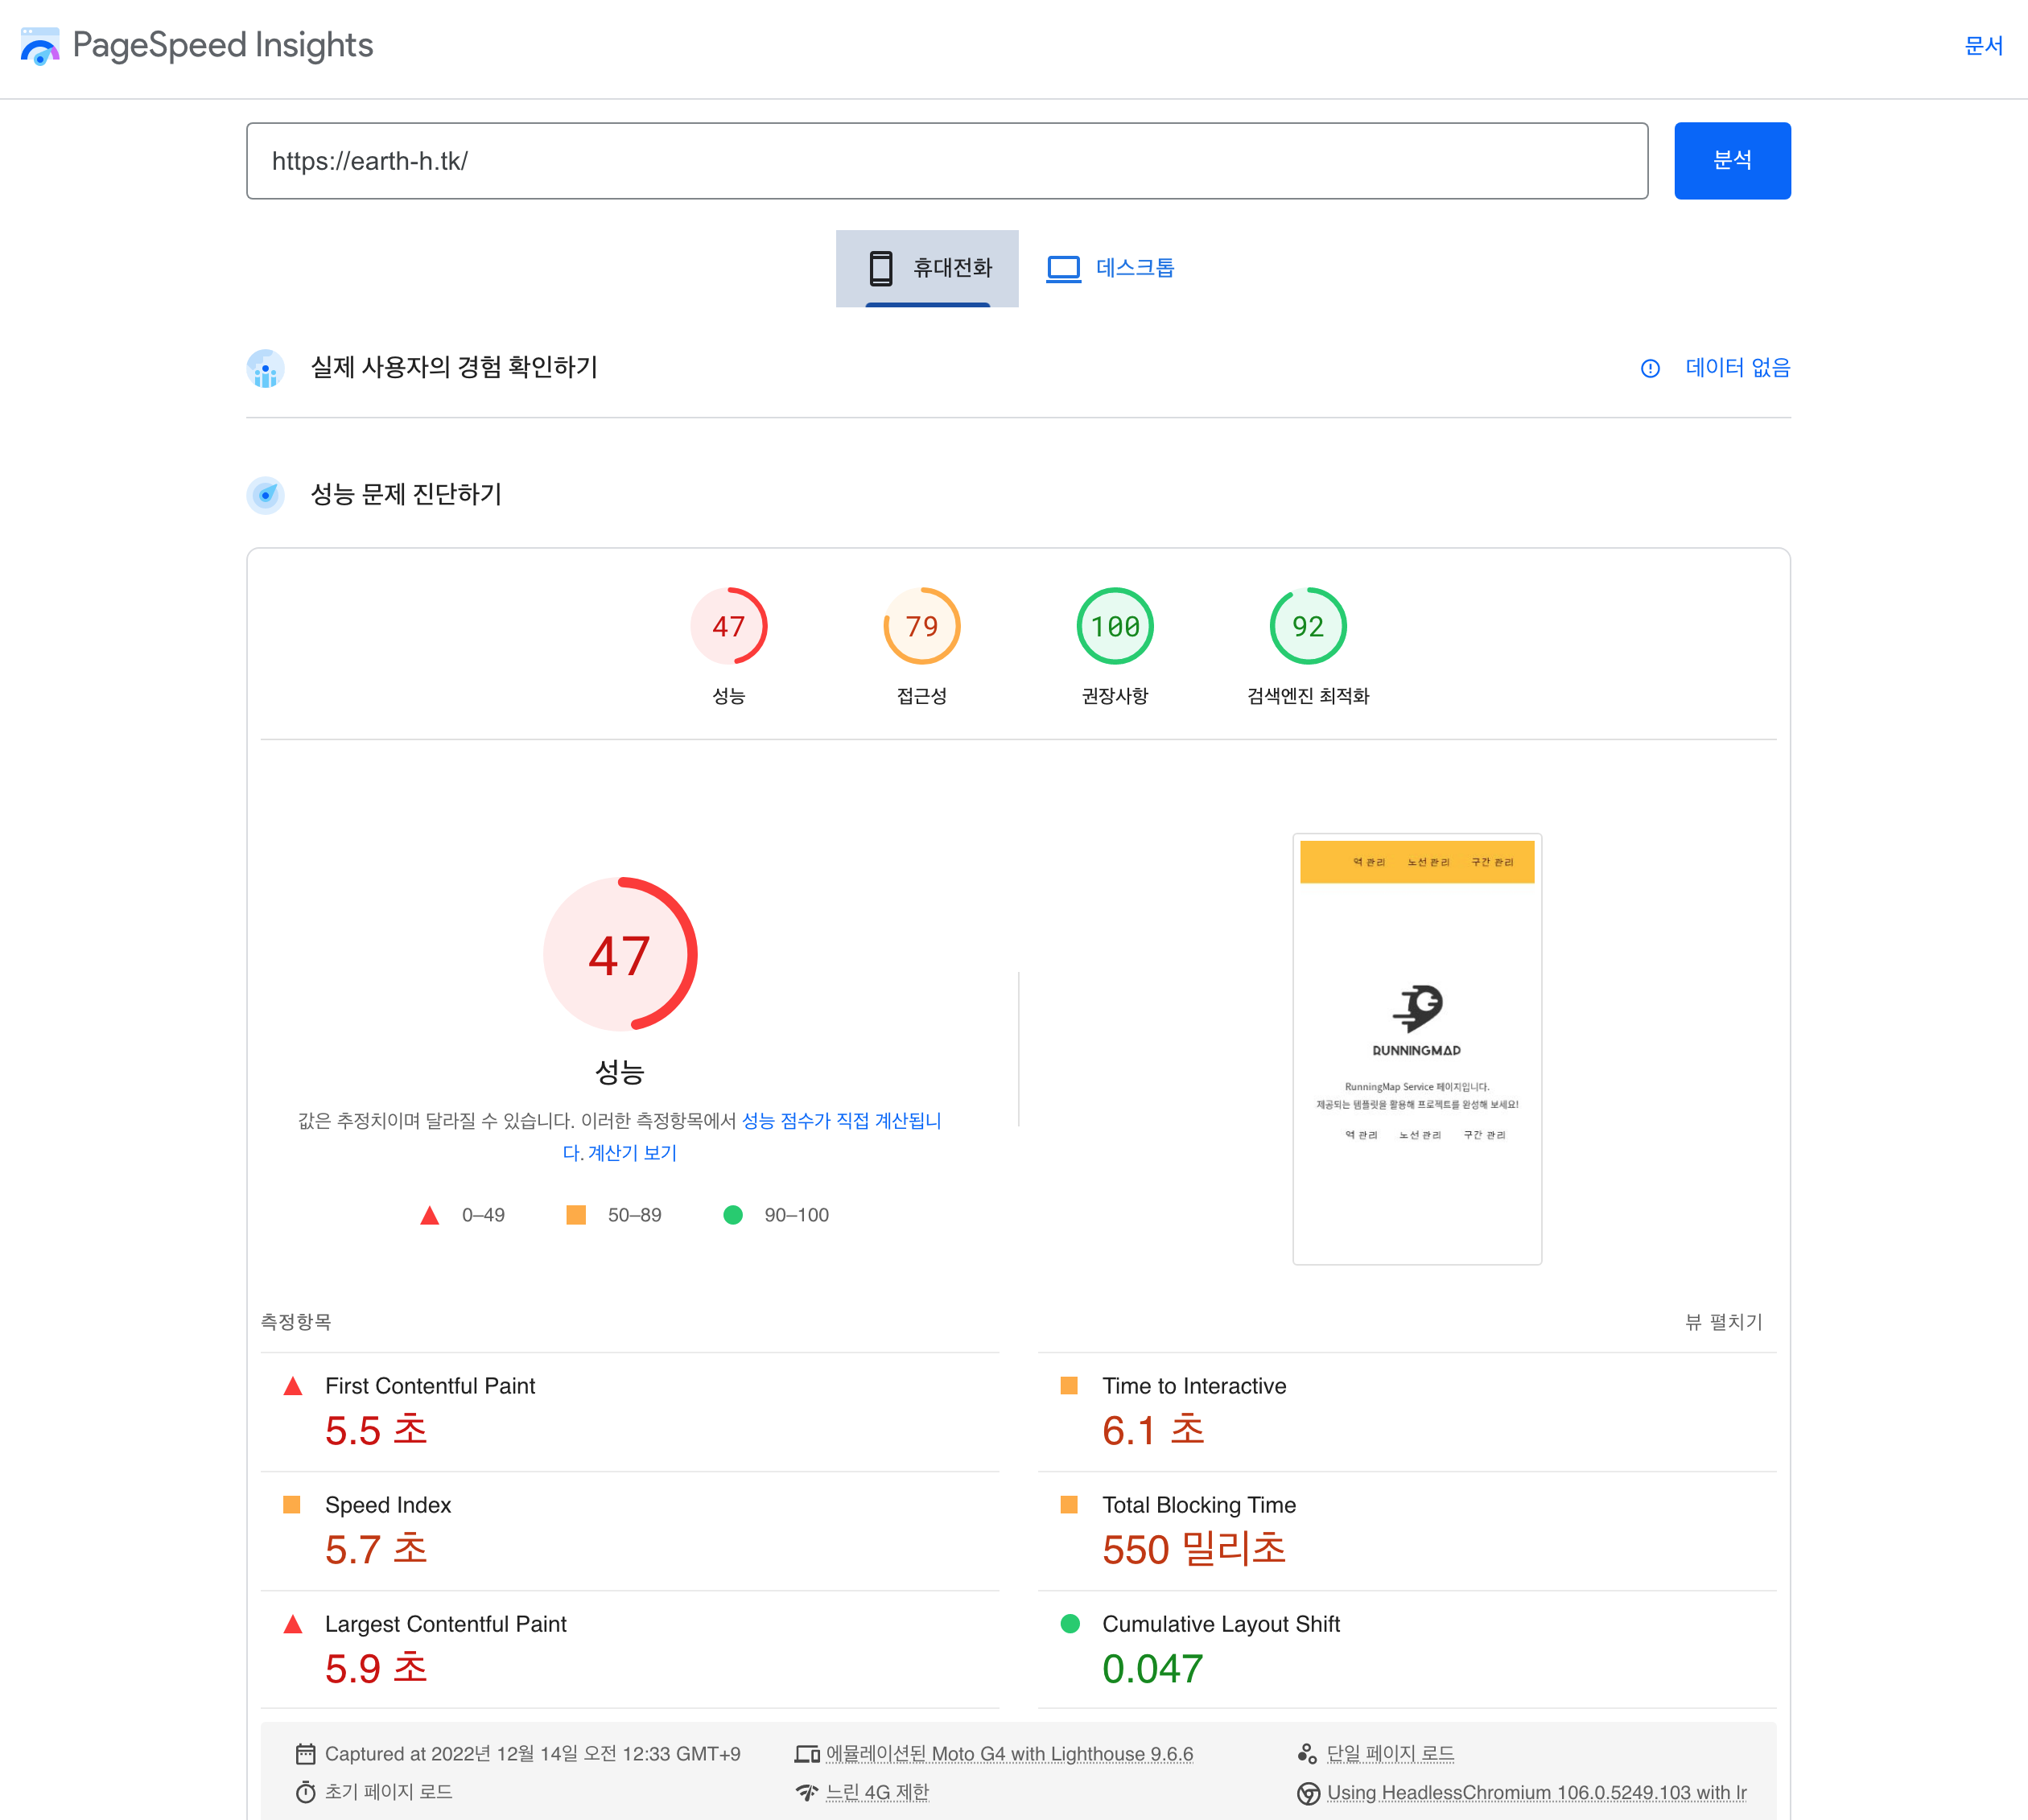 PageSpeed Insights
문서
https://earth-h.tk/
분석
휴대전화
데스크톱
실제 사용자의 경험 확인하기
데이터 없음
성능 문제 진단하기
47
79
100
92
성능
접근성
권장사항
검색엔진 최적화
47
성능
값은 추정치이며 달라질 수 있습니다. 이러한 측정항목에서 성능 점수가 직접 계산됩니
다. 계산기 보기
0–49
50–89
90–100
역 관리
노선 관리
구간 관리
RUNNINGMAP
RunningMap Service 페이지입니다.
제공되는 템플릿을 활용해 프로젝트를 완성해 보세요!
역 관리
노선 관리
구간 관리
측정항목
뷰 펼치기
First Contentful Paint
5.5 초
Time to Interactive
6.1 초
Speed Index
5.7 초
Total Blocking Time
550 밀리초
Largest Contentful Paint
5.9 초
Cumulative Layout Shift
0.047
Captured at 2022년 12월 14일 오전 12:33 GMT+9
에뮬레이션된 Moto G4 with Lighthouse 9.6.6
단일 페이지 로드
초기 페이지 로드
느린 4G 제한
Using HeadlessChromium 106.0.5249.103 with lr